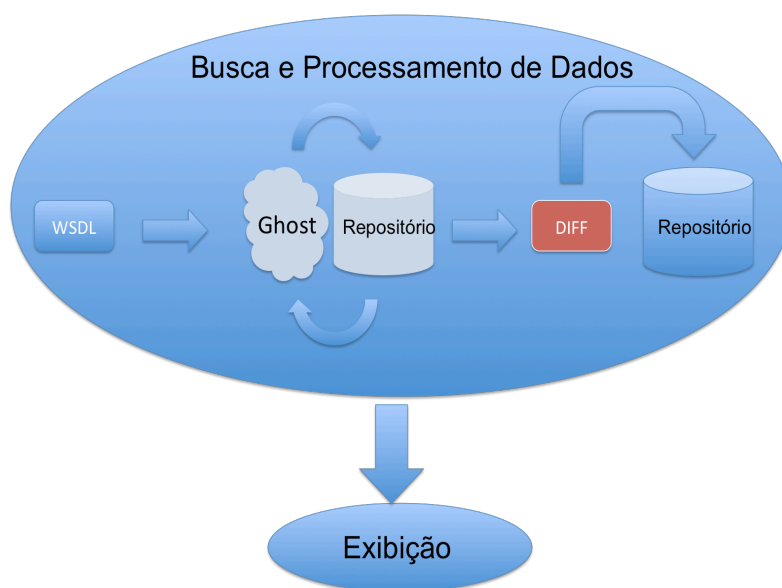 Busca e Processamento de Dados
WSDL
Ghost
Repositório
DIFF
Repositório
Exibição